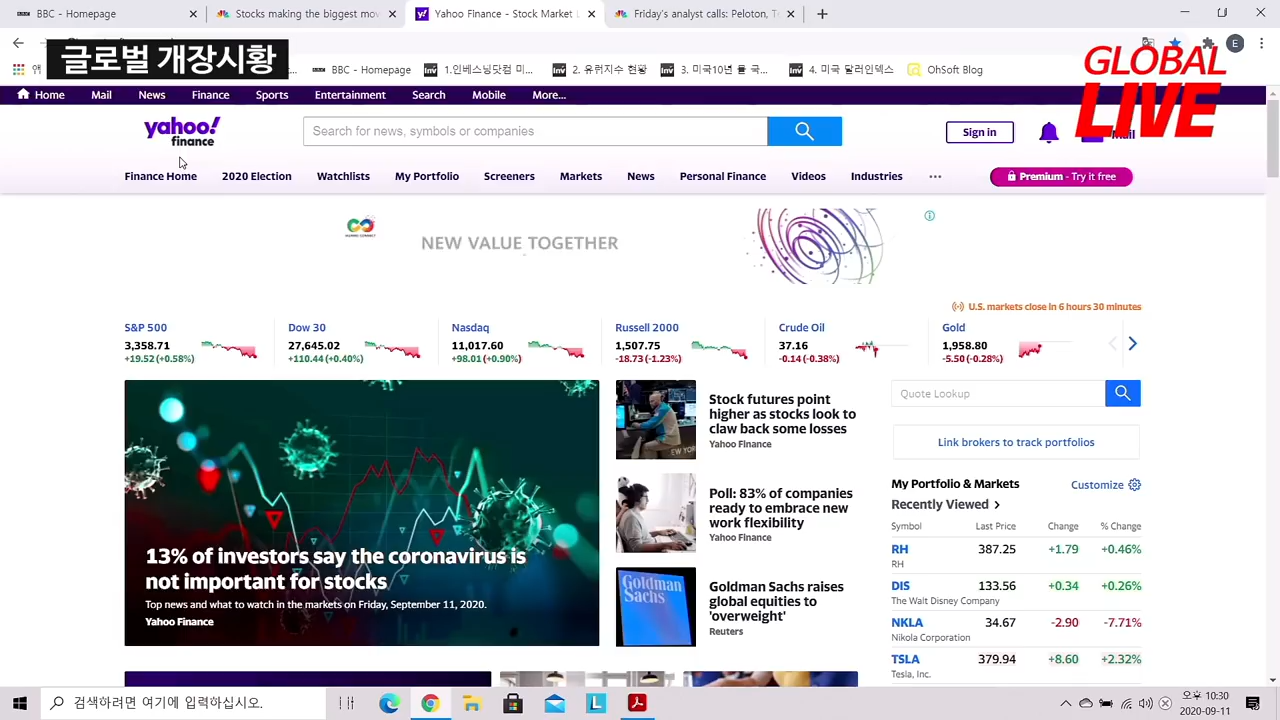 BBC - Homepage
Stocks making the biggest moves
Yahoo Finance - Stock Market L
Friday's analyst calls: Peloton, T
글로벌 개장시황
E
BBC - Homepage
1.인베스팅닷컴 미...
2. 유럽지수 현황
3. 미국10년 물 국...
4. 미국 달러인덱스
OhSoft Blog
GLOBAL
LIVE
Home
Mail
News
Finance
Sports
Entertainment
Search
Mobile
More...
yahoo!
finance
Search for news, symbols or companies
Sign in
Mail
Finance Home
2020 Election
Watchlists
My Portfolio
Screeners
Markets
News
Personal Finance
Videos
Industries
...
Premium - Try it free
NEW VALUE TOGETHER
U.S. markets close in 6 hours 30 minutes
S&P 500
3,358.71
+19.52 (+0.58%)
Dow 30
27,645.02
+110.44 (+0.40%)
Nasdaq
11,017.60
+98.01 (+0.90%)
Russell 2000
1,507.75
-18.73 (-1.23%)
Crude Oil
37.16
-0.14 (-0.38%)
Gold
1,958.80
-5.50 (-0.28%)
13% of investors say the coronavirus is
not important for stocks
Top news and what to watch in the markets on Friday, September 11, 2020.
Yahoo Finance
Stock futures point
higher as stocks look to
claw back some losses
Yahoo Finance
Poll: 83% of companies
ready to embrace new
work flexibility
Yahoo Finance
Goldman
Sachs
Goldman Sachs raises
global equities to
'overweight'
Reuters
Quote Lookup
Link brokers to track portfolios
My Portfolio & Markets
Customize
Recently Viewed >
Symbol Last Price Change % Change
RH 387.25 +1.79 +0.46%
RH
DIS 133.56 +0.34 +0.26%
The Walt Disney Company
NKLA 34.67 -2.90 -7.71%
Nikola Corporation
TSLA 379.94 +8.60 +2.32%
Tesla, Inc.
검색하려면 여기에 입력하십시오.
오후 10:30
2020-09-11